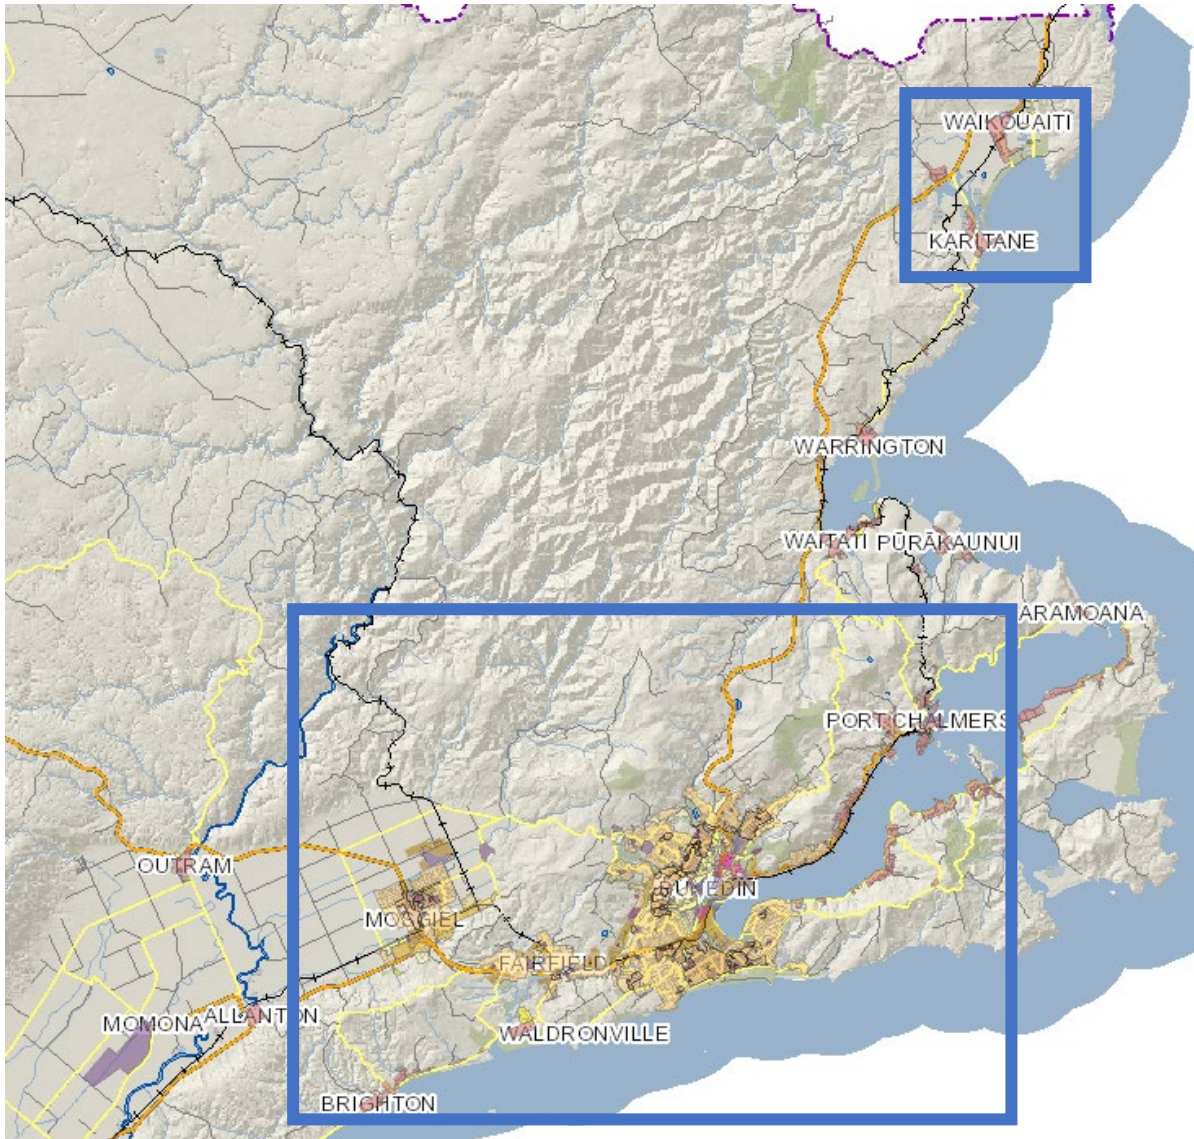 WAIKOUAITI
KARITANE
WARRINGTON
WAITATI PŪRĀKAUNUI
ARAMOANA
PORT CHALMERS
OUTRAM
DUNEDIN
MOSGIEL
FAIRFIELD
MOMONA ALLANTON
WALDRONVILLE
BRIGHTON